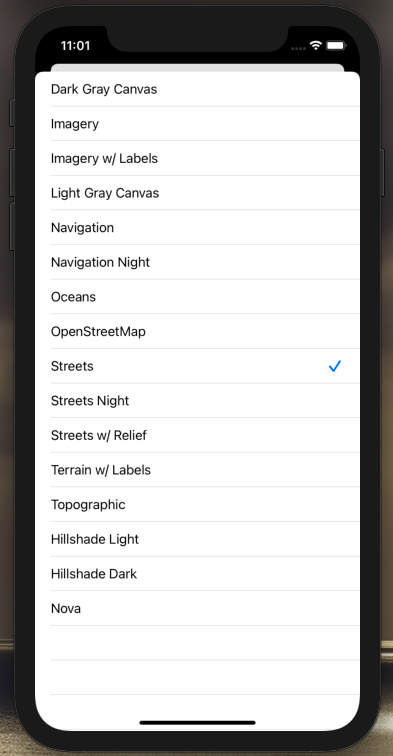 11:01
Dark Gray Canvas
Imagery
Imagery w/ Labels
Light Gray Canvas
Navigation
Navigation Night
Oceans
OpenStreetMap
Streets
Streets Night
Streets w/ Relief
Terrain w/ Labels
Topographic
Hillshade Light
Hillshade Dark
Nova